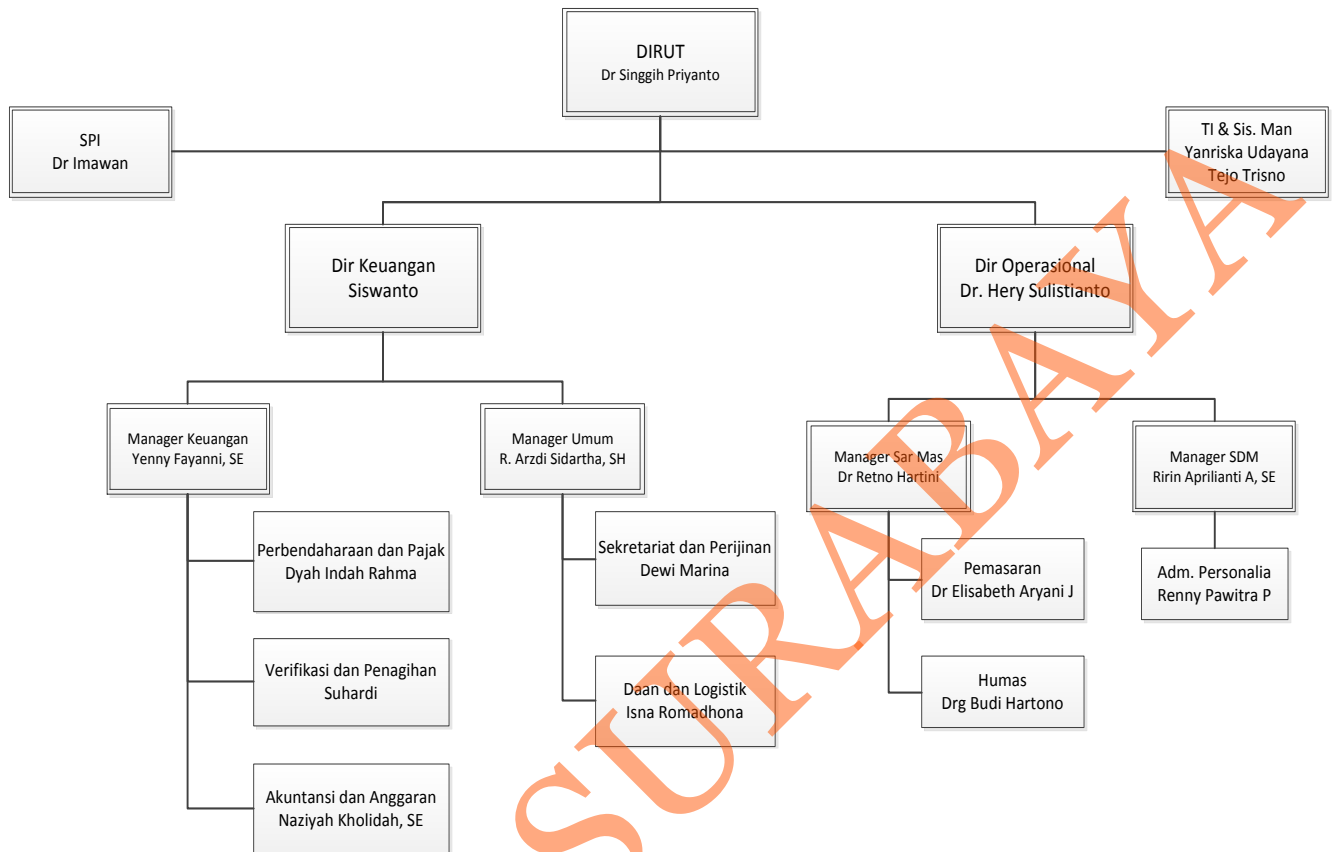 DIRUT
Dr Singgih Priyanto
SPI
Dr Imawan
TI & Sis. Man
Yanriska Udayana
Tejo Trisno
Dir Keuangan
Siswanto
Dir Operasional
Dr. Hery Sulistianto
Manager Keuangan
Yenny Fayanni, SE
Manager Umum
R. Arzdi Sidartha, SH
Manager Sar Mas
Dr Retno Hartini
Manager SDM
Ririn Aprilianti A, SE
Perbendaharaan dan Pajak
Dyah Indah Rahma
Sekretariat dan Perijinan
Dewi Marina
Pemasaran
Dr Elisabeth Aryani J
Adm. Personalia
Renny Pawitra P
Verifikasi dan Penagihan
Suhardi
Daan dan Logistik
Isna Romadhona
Humas
Drg Budi Hartono
Akuntansi dan Anggaran
Naziyah Kholidah, SE
SURABAYA